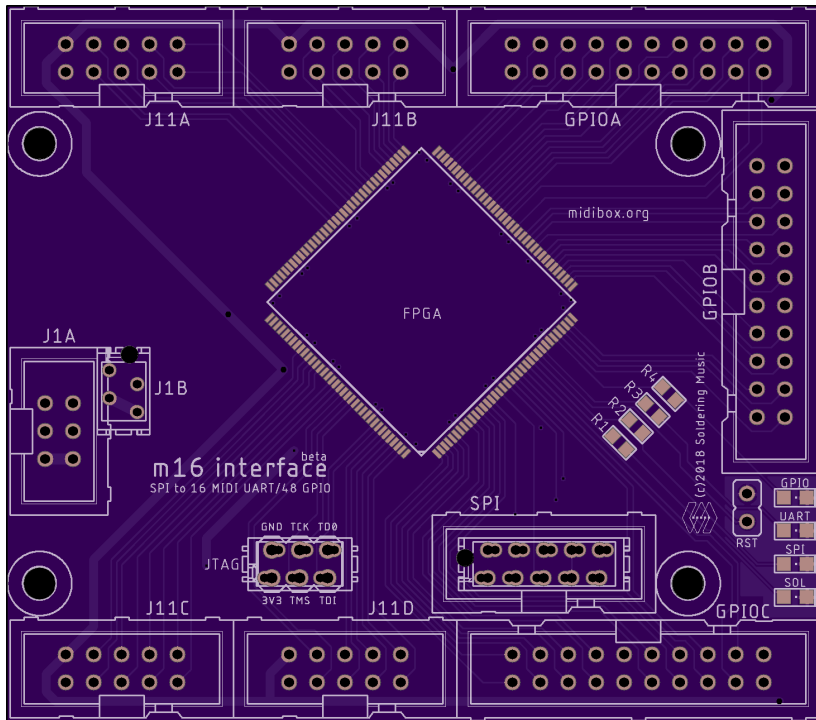 J11A
J11B
GPIOA
midibox.org
GPIOB
FPGA
J1A
J1B
R4
R3
R2
R1
(c)2018 Soldering Music
beta
m16 interface
SPI to 16 MIDI UART/48 GPIO
SPI
GPIO
UART
RST
SPI
SOL
GND TCK TDO
JTAG
3V3 TMS TDI
J11C
J11D
GPIOC